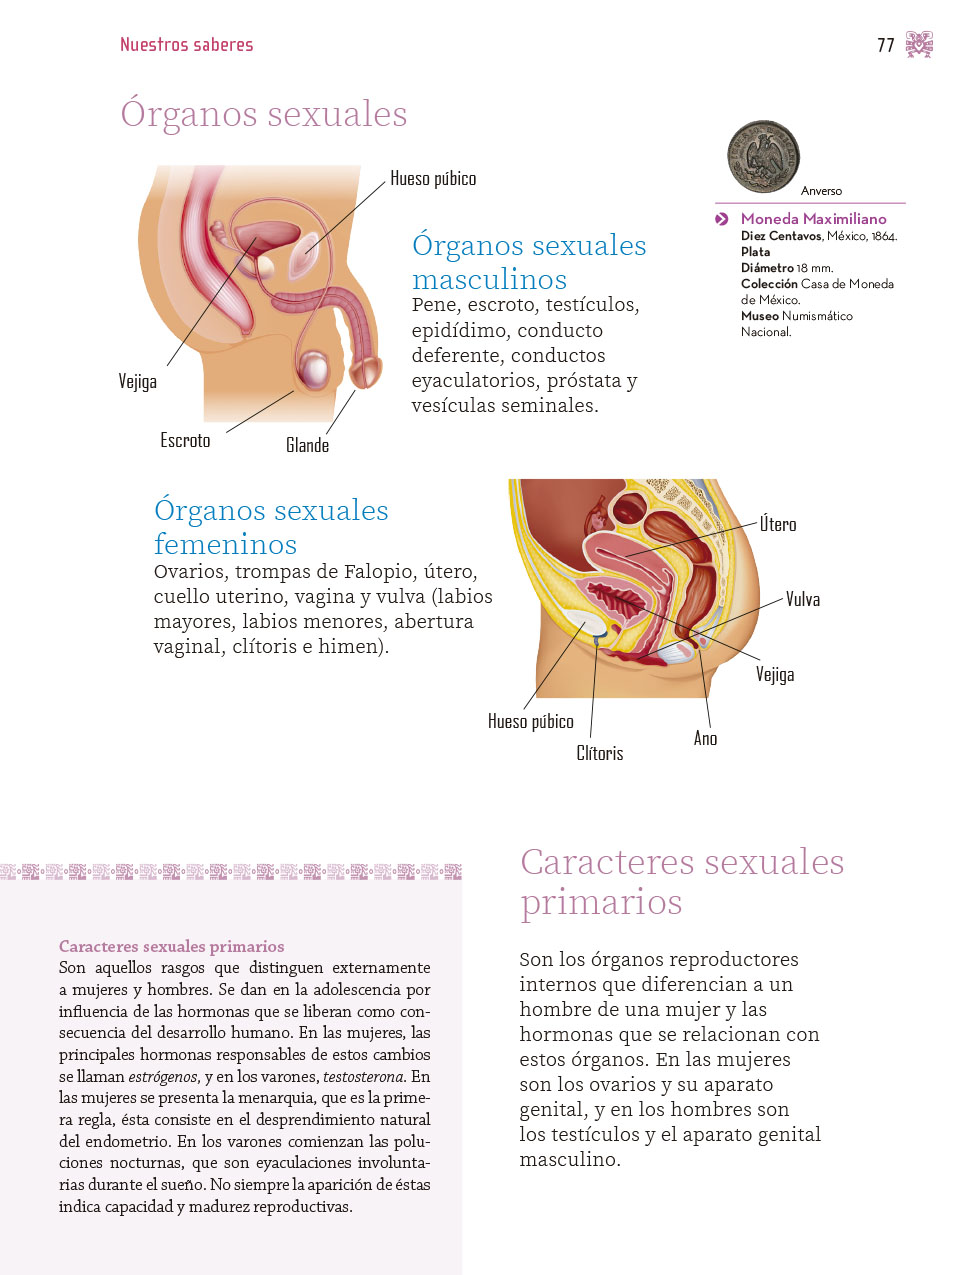 Nuestros saberes
77
Órganos sexuales
Hueso púbico
Vejiga
Escroto
Glande
Órganos sexuales
masculinos
Pene, escroto, testículos,
epidídimo, conducto
deferente, conductos
eyaculatorios, próstata y
vesículas seminales.
Anverso
Moneda Maximiliano
Diez Centavos, México, 1864.
Plata
Diámetro 18 mm.
Colección Casa de Moneda
de México.
Museo Numismático
Nacional.
Órganos sexuales
femeninos
Ovarios, trompas de Falopio, útero,
cuello uterino, vagina y vulva (labios
mayores, labios menores, abertura
vaginal, clítoris e himen).
Útero
Vulva
Vejiga
Hueso púbico
Ano
Clítoris
Caracteres sexuales primarios
Son aquellos rasgos que distinguen externamente
a mujeres y hombres. Se dan en la adolescencia por
influencia de las hormonas que se liberan como con-
secuencia del desarrollo humano. En las mujeres, las
principales hormonas responsables de estos cambios
se llaman estrógenos, y en los varones, testosterona. En
las mujeres se presenta la menarquia, que es la prime-
ra regla, ésta consiste en el desprendimiento natural
del endometrio. En los varones comienzan las polu-
ciones nocturnas, que son eyaculaciones involunta-
rias durante el sueño. No siempre la aparición de éstas
indica capacidad y madurez reproductivas.
Caracteres sexuales
primarios
Son los órganos reproductores
internos que diferencian a un
hombre de una mujer y las
hormonas que se relacionan con
estos órganos. En las mujeres
son los ovarios y su aparato
genital, y en los hombres son
los testículos y el aparato genital
masculino.